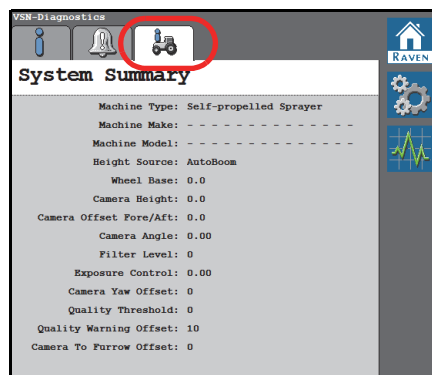 VSN-Diagnostics
RAVEN
System Summary
Machine Type: Self-propelled Sprayer
Machine Make: - - - - - - - - - - - - - -
Machine Model: - - - - - - - - - - - - - -
Height Source: AutoBoom
Wheel Base: 0.0
Camera Height: 0.0
Camera Offset Fore/Aft: 0.0
Camera Angle: 0.00
Filter Level: 0
Exposure Control: 0.00
Camera Yaw Offset: 0
Quality Threshold: 0
Quality Warning Offset: 10
Camera To Furrow Offset: 0